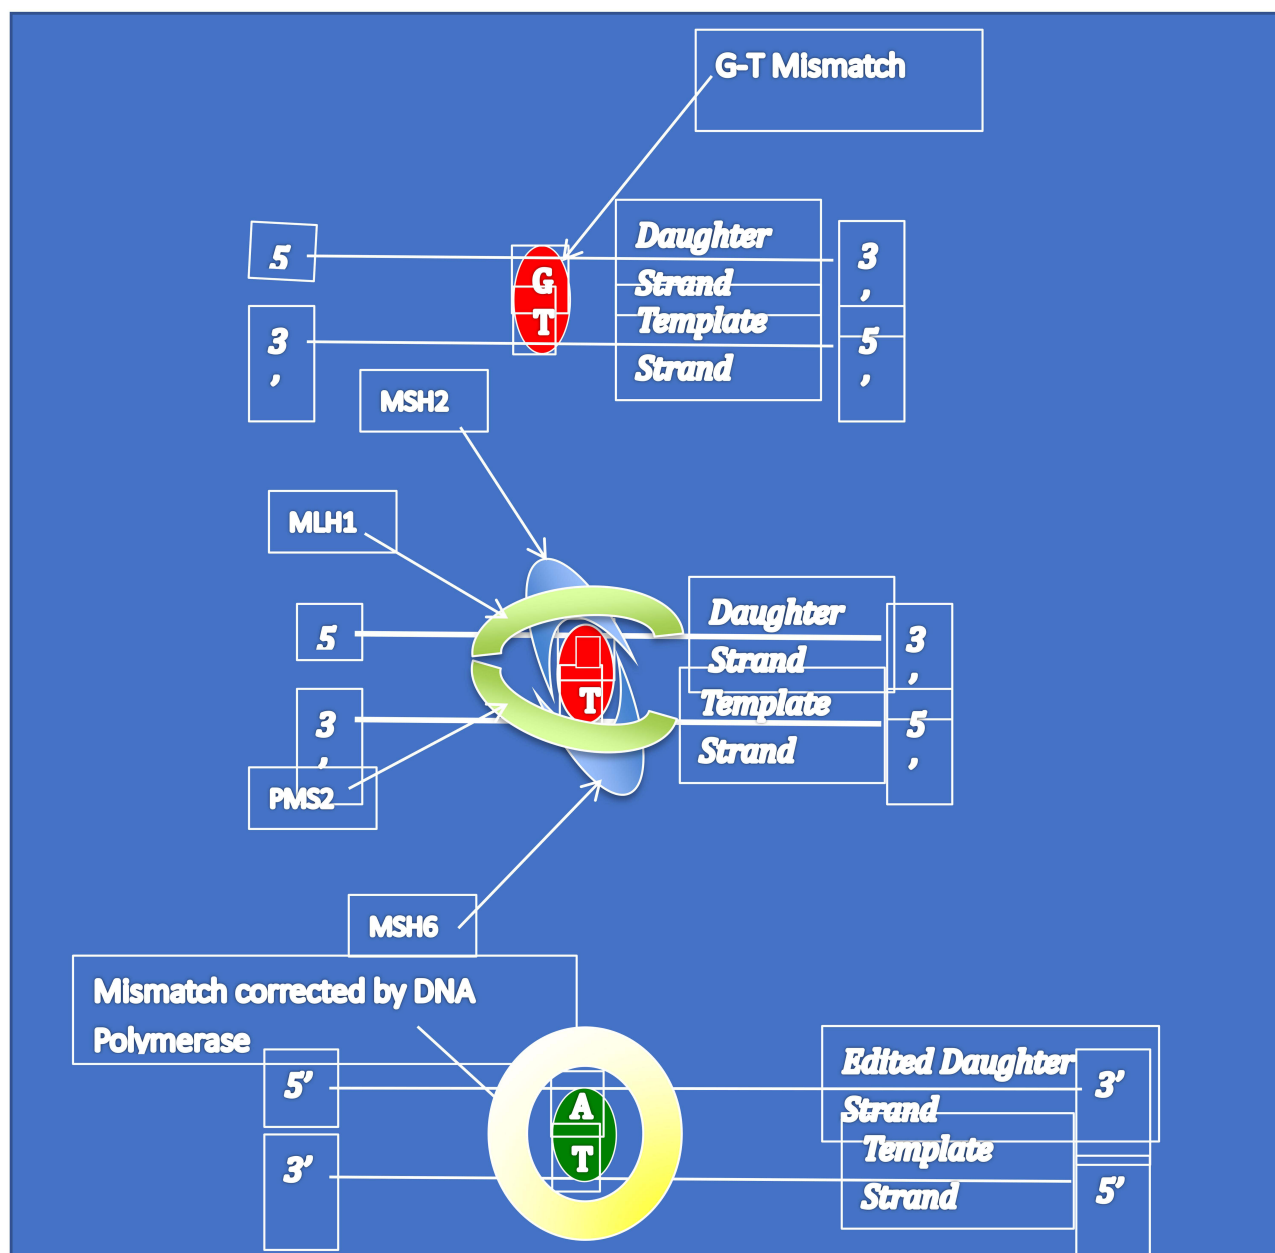 G-T Mismatch
5
G
Daughter
Strand
3
,
3
,
T
Template
Strand
5
,
MSH2
MLH1
5
Daughter
Strand
3
,
3
,
T
Template
Strand
5
,
PMS2
MSH6
Mismatch corrected by DNA
Polymerase
5’
A
Edited Daughter
Strand
3’
3’
T
Template
Strand
5’